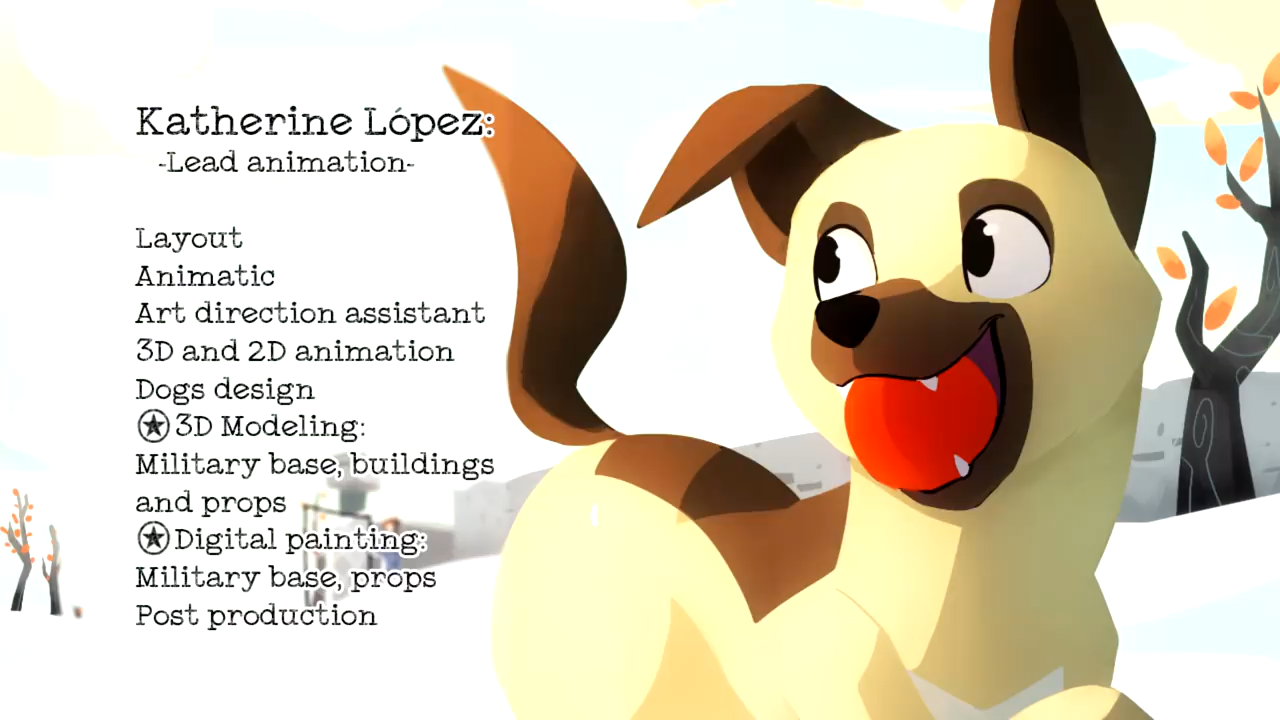 Katherine López:
-Lead animation-
Layout
Animatic
Art direction assistant
3D and 2D animation
Dogs design
3D Modeling:
Military base, buildings
and props
Digital painting:
Military base, props
Post production